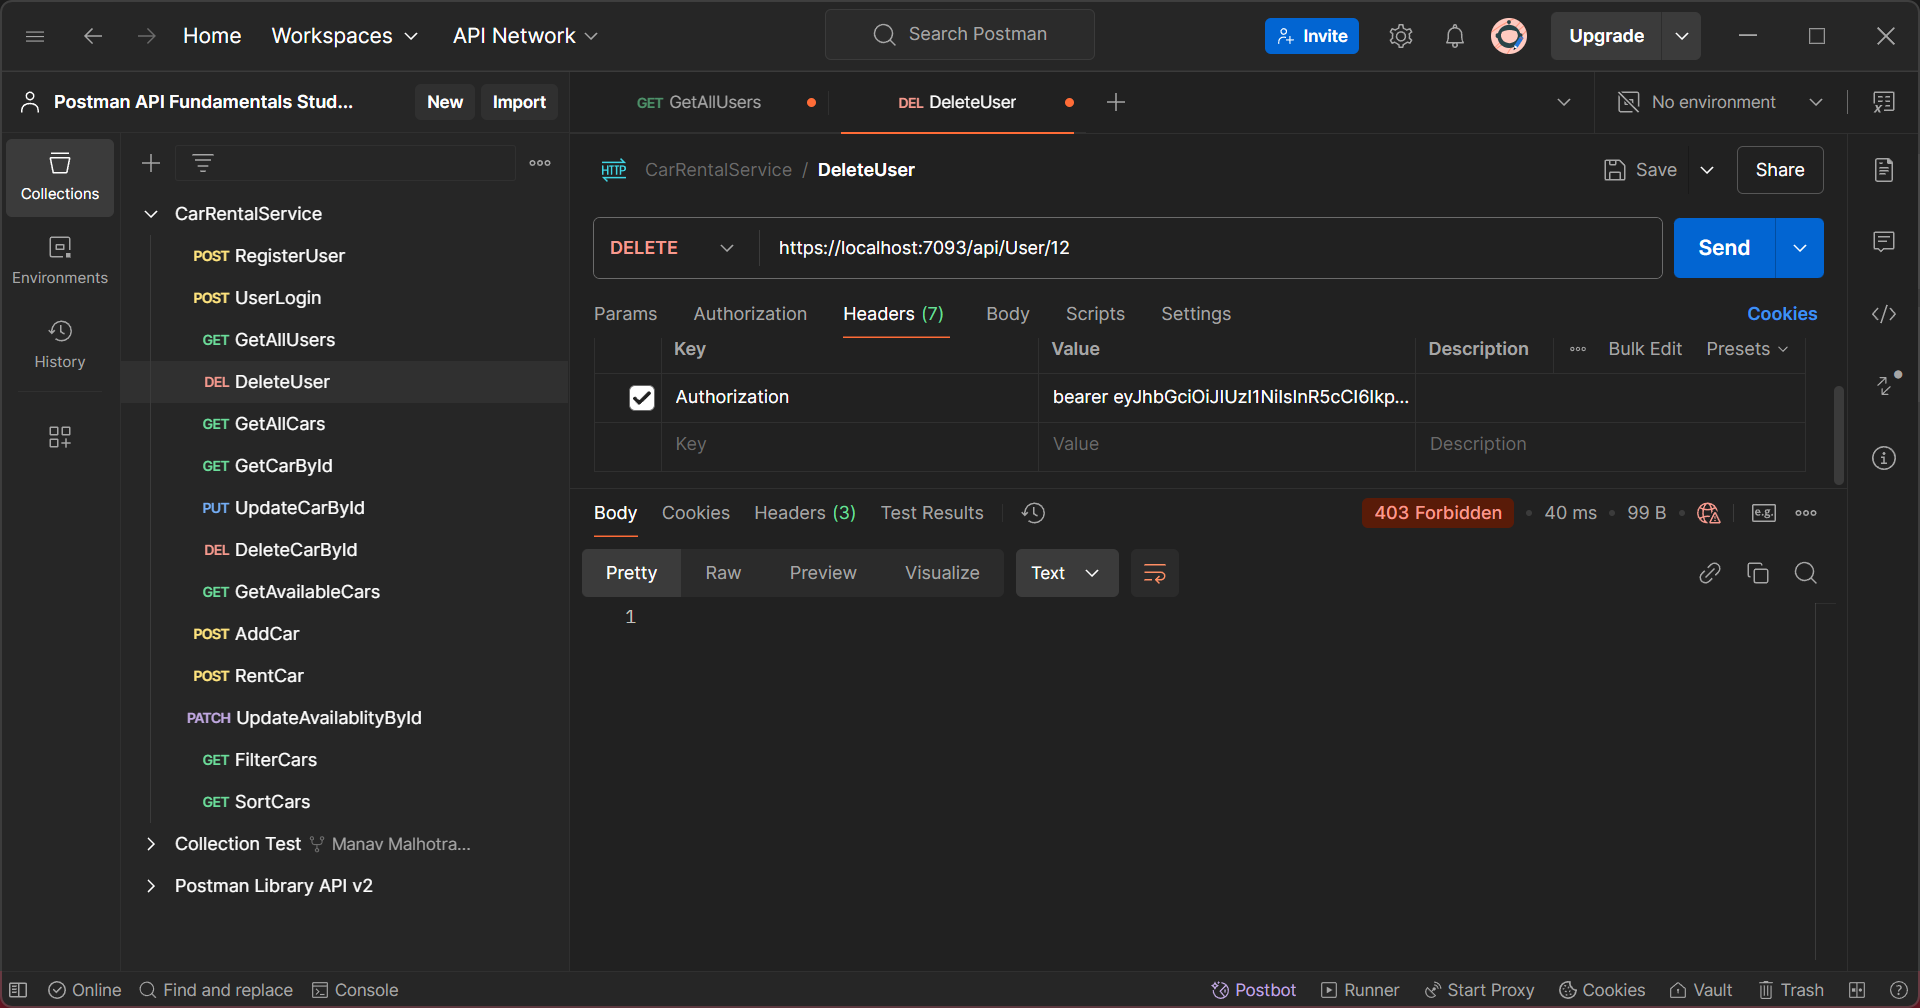 Home Workspaces API Network Search Postman Invite Upgrade
Postman API Fundamentals Stud... New Import GET GetAllUsers DEL DeleteUser No environment
Collections
Environments
History
CarRentalService
POST RegisterUser
POST UserLogin
GET GetAllUsers
DEL DeleteUser
GET GetAllCars
GET GetCarById
PUT UpdateCarById
DEL DeleteCarById
GET GetAvailableCars
POST AddCar
POST RentCar
PATCH UpdateAvailablityById
GET FilterCars
GET SortCars
Collection Test Manav Malhotra...
Postman Library API v2
HTTP CarRentalService / DeleteUser Save Share
DELETE https://localhost:7093/api/User/12 Send
Params Authorization Headers (7) Body Scripts Settings Cookies
Key Value Description Bulk Edit Presets
Authorization bearer eyJhbGciOiJIUzI1NiIsInR5cCI6Ikp...
Key Value Description
Body Cookies Headers (3) Test Results 403 Forbidden 40 ms 99 B e.g.
Pretty Raw Preview Visualize Text
1
Online Find and replace Console Postbot Runner Start Proxy Cookies Vault Trash